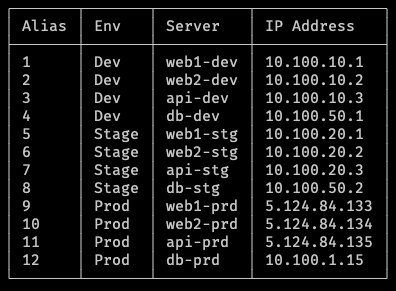 Alias Env Server IP Address
1 Dev web1-dev 10.100.10.1
2 Dev web2-dev 10.100.10.2
3 Dev api-dev 10.100.10.3
4 Dev db-dev 10.100.50.1
5 Stage web1-stg 10.100.20.1
6 Stage web2-stg 10.100.20.2
7 Stage api-stg 10.100.20.3
8 Stage db-stg 10.100.50.2
9 Prod web1-prd 5.124.84.133
10 Prod web2-prd 5.124.84.134
11 Prod api-prd 5.124.84.135
12 Prod db-prd 10.100.1.15